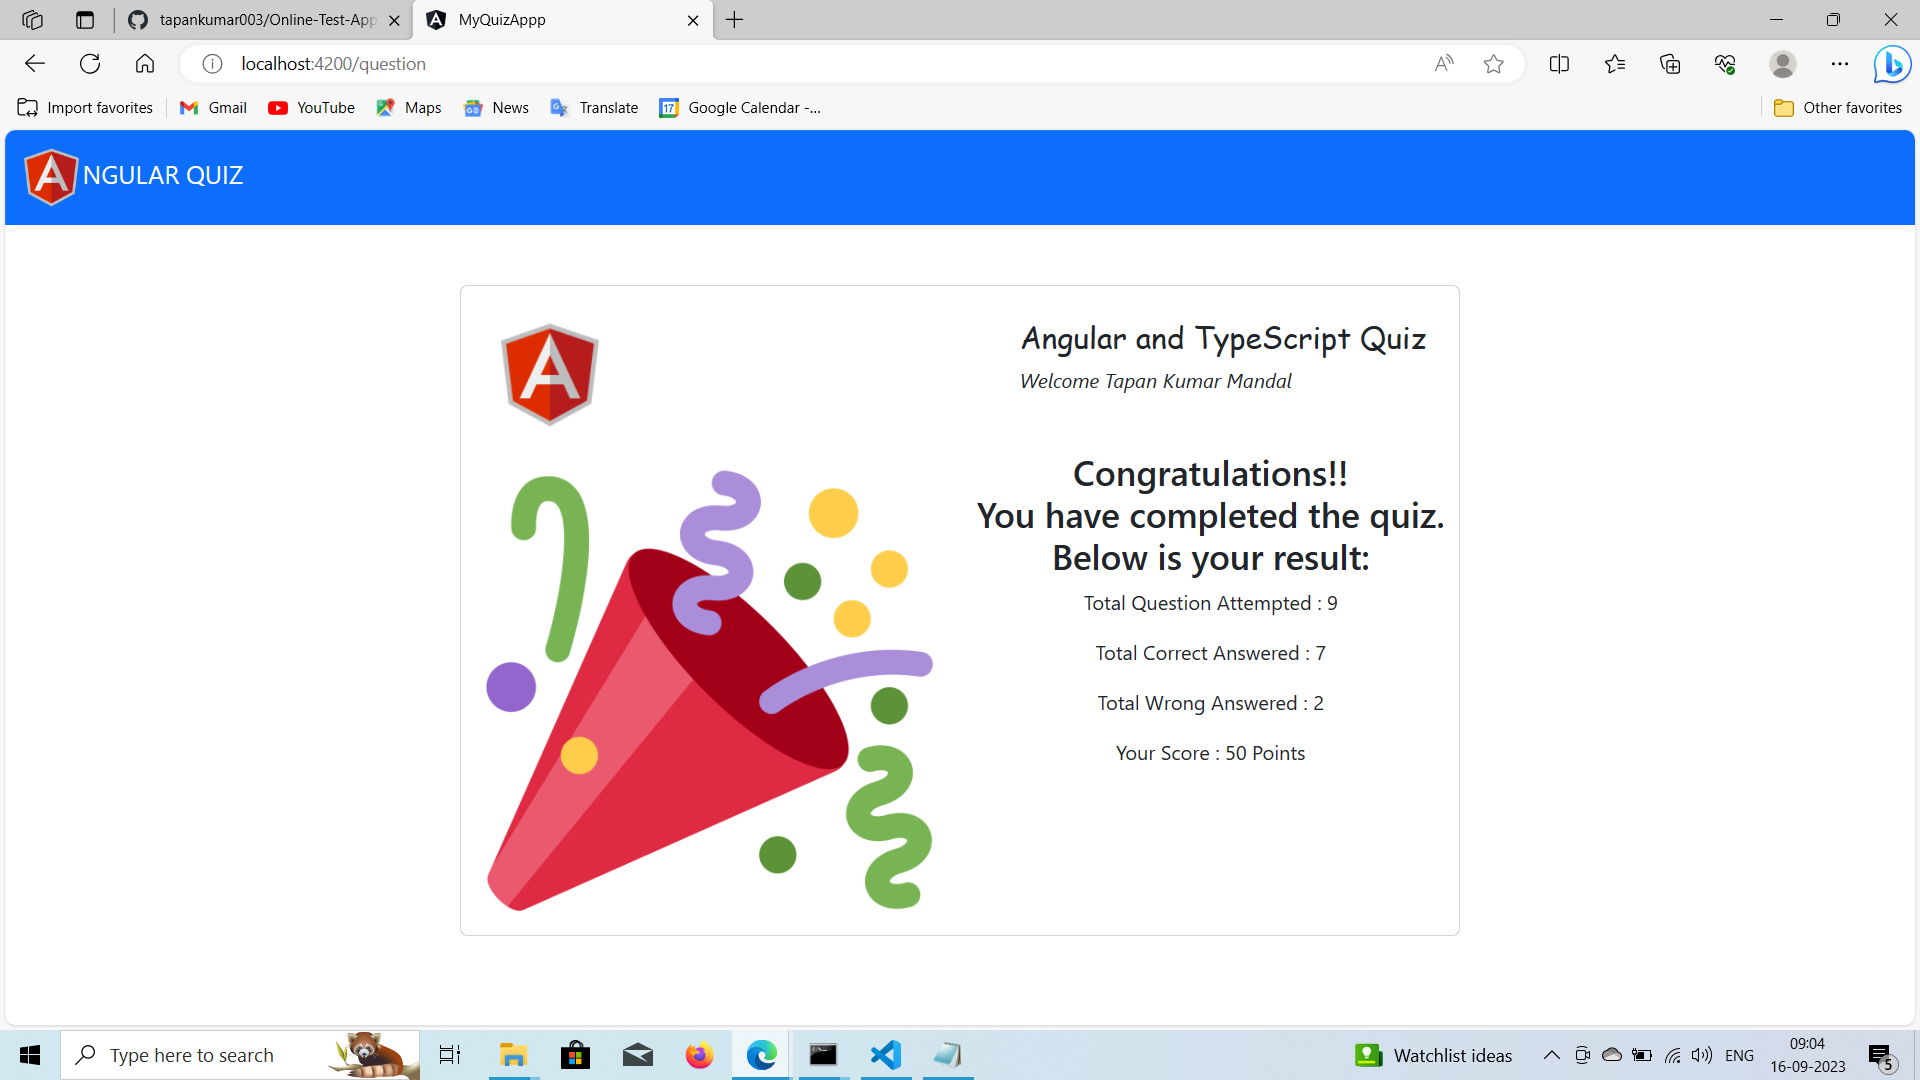 tapankumar003/Online-Test-App
MyQuizAppp
localhost:4200/question
Import favorites
Gmail
YouTube
Maps
News
Translate
17
Google Calendar -...
Other favorites
NGULAR QUIZ
Angular and TypeScript Quiz
Welcome Tapan Kumar Mandal
Congratulations!!
You have completed the quiz.
Below is your result:
Total Question Attempted : 9
Total Correct Answered : 7
Total Wrong Answered : 2
Your Score : 50 Points
Type here to search
Watchlist ideas
ENG
09:04
16-09-2023
5